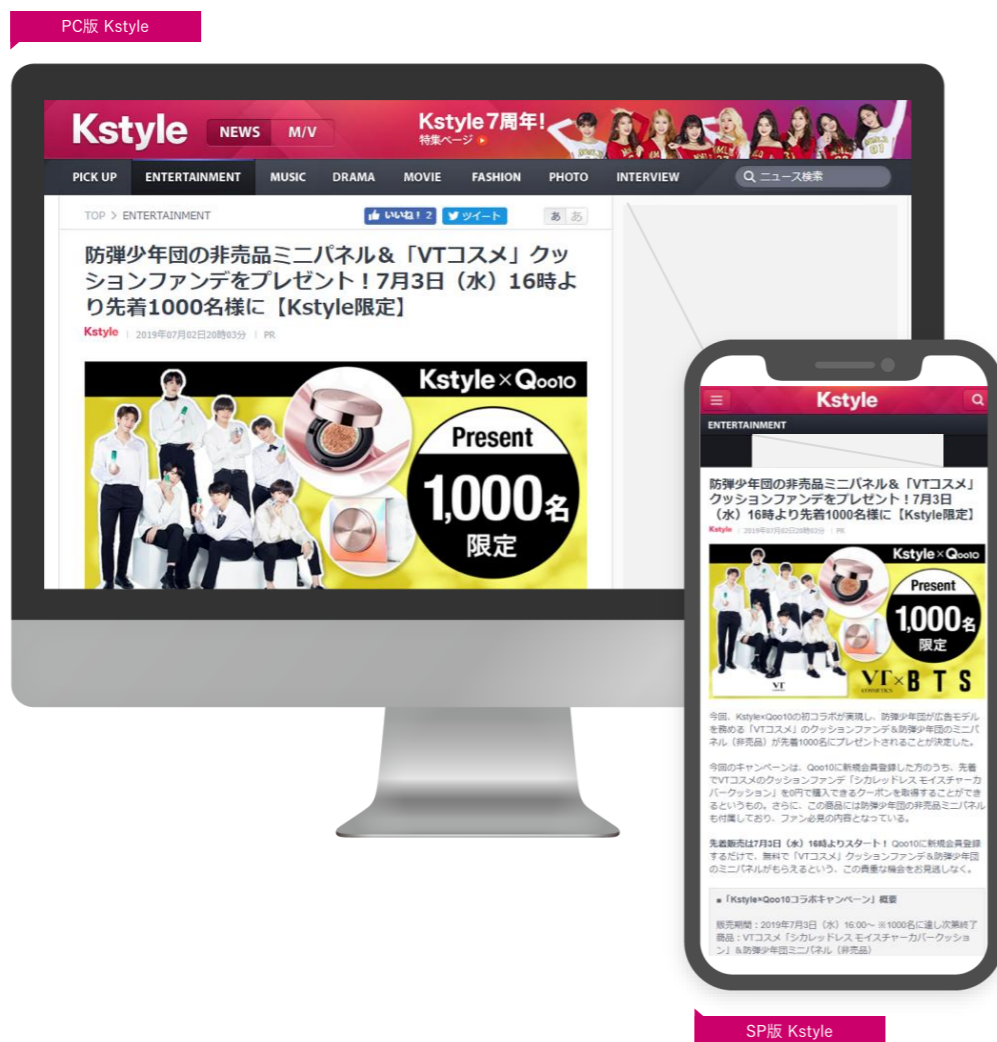 PC版 Kstyle
Kstyle NEWS M/V
Kstyle7周年!
特集ページ
PICK UP ENTERTAINMENT MUSIC DRAMA MOVIE FASHION PHOTO INTERVIEW ニュース検索
TOP > ENTERTAINMENT いいね! 2 ツイート あ あ
防弾少年団の非売品ミニパネル&「VTコスメ」クッ
ションファンデをプレゼント!7月3日(水)16時よ
り先着1000名様に【Kstyle限定】
Kstyle | 2019年07月02日20時03分 | PR
Kstyle×Qoo10
Present
1,000名
限定
Kstyle
ENTERTAINMENT
防弾少年団の非売品ミニパネル&「VTコスメ」
クッションファンデをプレゼント!7月3日
(水)16時より先着1000名様に【Kstyle限定】
Kstyle | 2019年07月02日20時03分 | PR
Kstyle×Qoo10
Present
1,000名
限定
VT
VT×BTS
COSMETICS
今回、Kstyle×Qoo10の初コラボが実現し、防弾少年団が広告モデル
を務める「VTコスメ」のクッションファンデ&防弾少年団のミニパ
ネル(非売品)が先着1000名にプレゼントされることが決定した。
今回のキャンペーンは、Qoo10に新規会員登録した方のうち、先着
でVTコスメのクッションファンデ「シカレッドレス モイスチャーカ
バークッション」を0円で購入できるクーポンを取得することができ
るというもの。さらに、この商品には防弾少年団の非売品ミニパネル
も付属しており、ファン必見の内容となっている。
先着販売は7月3日(水)16時よりスタート! Qoo10に新規会員登録
するだけで、無料で「VTコスメ」クッションファンデ&防弾少年団
のミニパネルがもらえるという、この貴重な機会をお見逃しなく。
■「Kstyle×Qoo10コラボキャンペーン」概要
販売期間:2019年7月3日(水)16:00~ ※1000名に達し次第終了
商品:VTコスメ「シカレッドレス モイスチャーカバークッショ
ン」&防弾少年団ミニパネル(非売品)
SP版 Kstyle